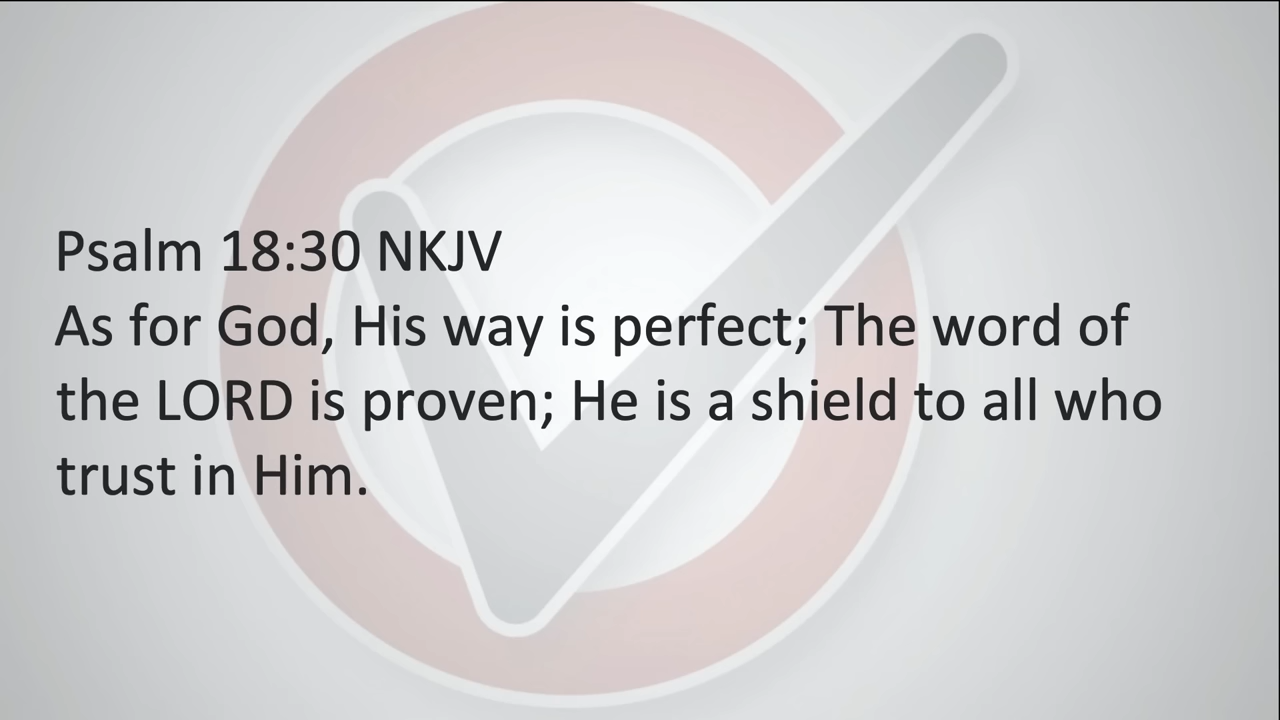 Psalm 18:30 NKJV
As for God, His way is perfect; The word of
the LORD is proven; He is a shield to all who
trust in Him.